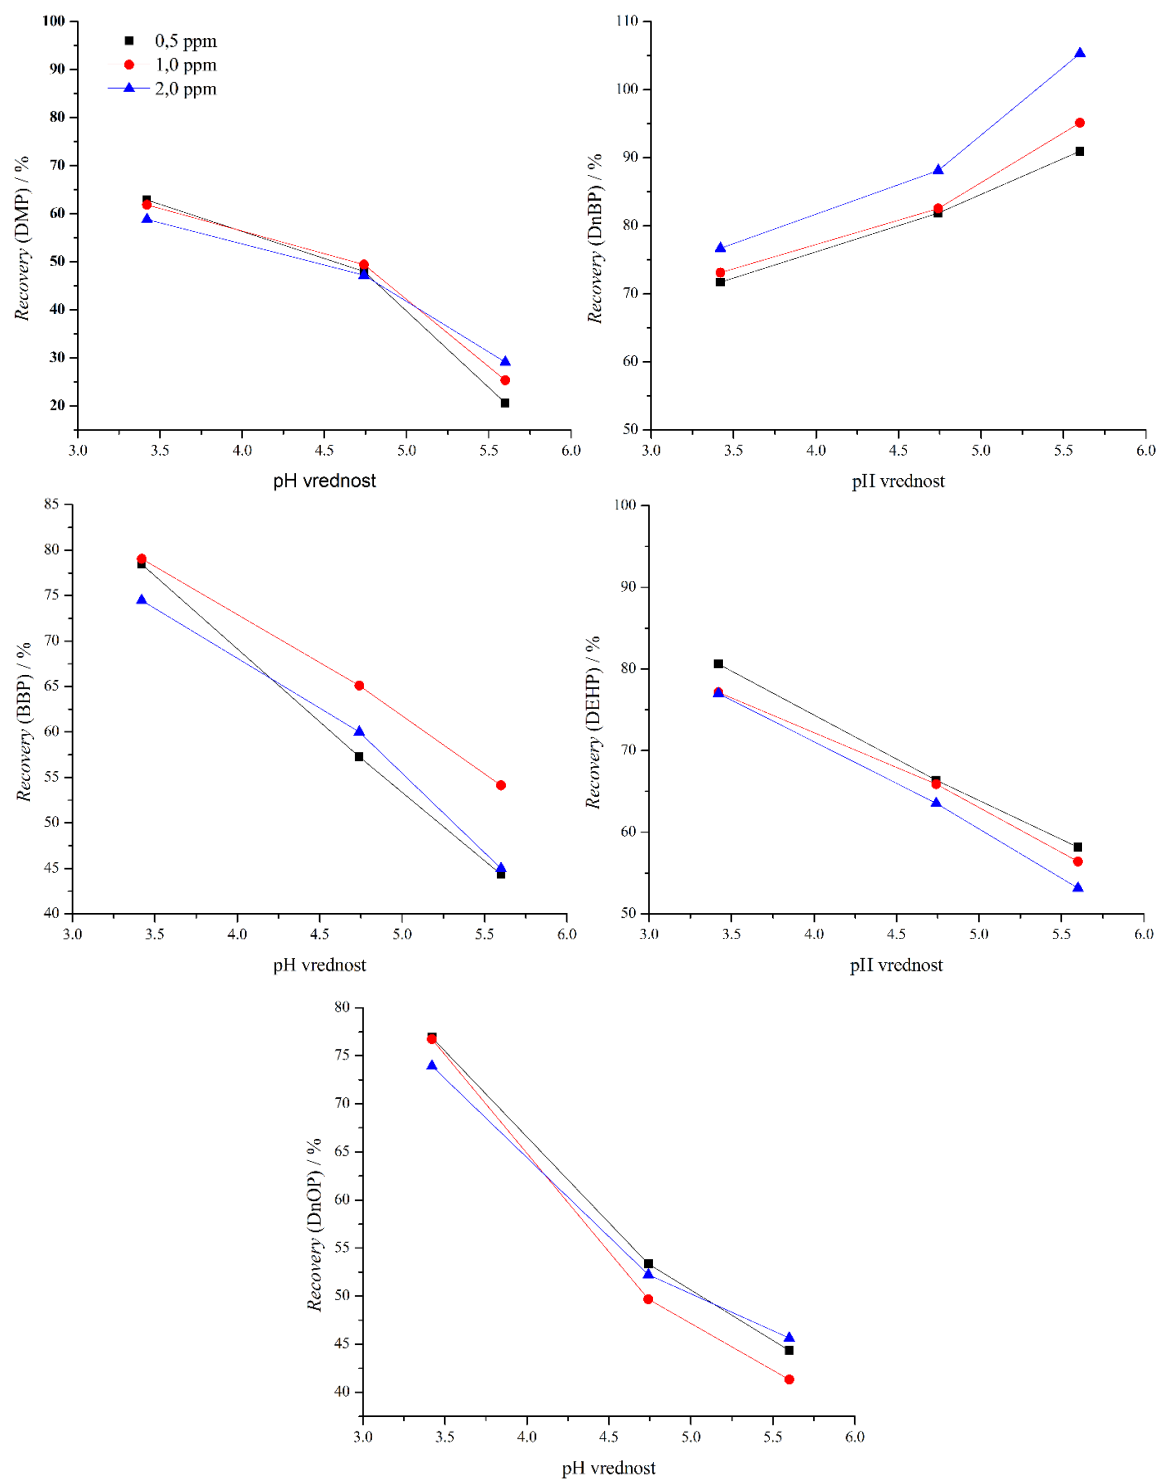 100
90
80
70
60
50
40
30
20
Recovery (DMP) / %
0,5 ppm
1,0 ppm
2,0 ppm
3.0 3.5 4.0 4.5 5.0 5.5 6.0
pH vrednost
110
100
90
80
70
60
50
Recovery (DnBP) / %
3.0 3.5 4.0 4.5 5.0 5.5 6.0
pH vrednost
85
80
75
70
65
60
55
50
45
40
Recovery (BBP) / %
3.0 3.5 4.0 4.5 5.0 5.5 6.0
pH vrednost
100
90
80
70
60
50
Recovery (DEHP) / %
3.0 3.5 4.0 4.5 5.0 5.5 6.0
pH vrednost
80
75
70
65
60
55
50
45
40
Recovery (DnOP) / %
3.0 3.5 4.0 4.5 5.0 5.5 6.0
pH vrednost